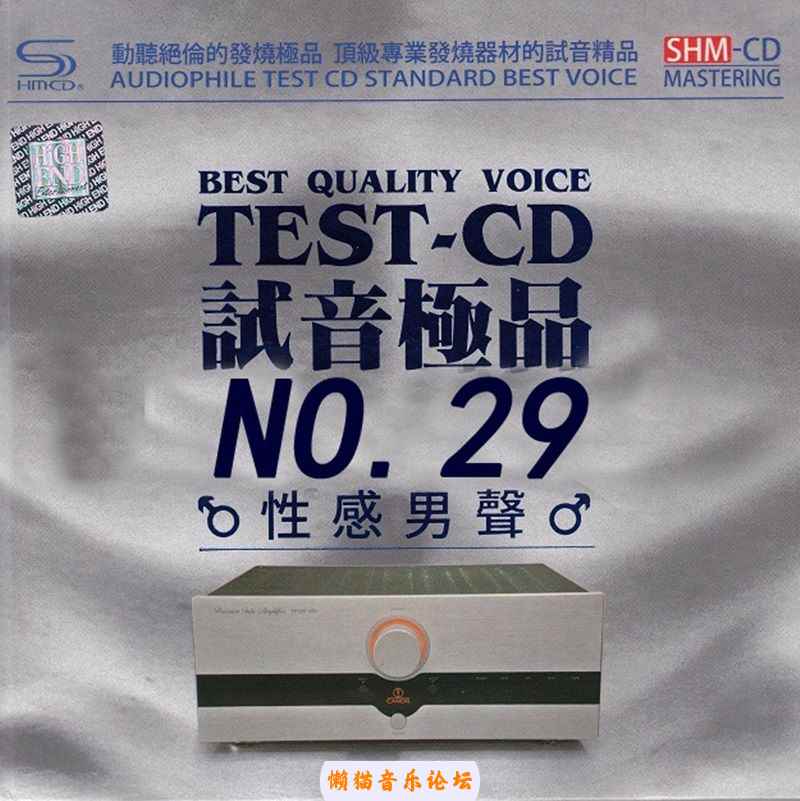 動聽絕倫的發燒極品 頂級專業發燒器材的試音精品
AUDIOPHILE TEST CD STANDARD BEST VOICE
SHM-CD
MASTERING
HMCD®
HiGH
END
BEST QUALITY VOICE
TEST-CD
試音極品
NO. 29
♂性感男聲♂
CANOR
懒猫音乐论坛